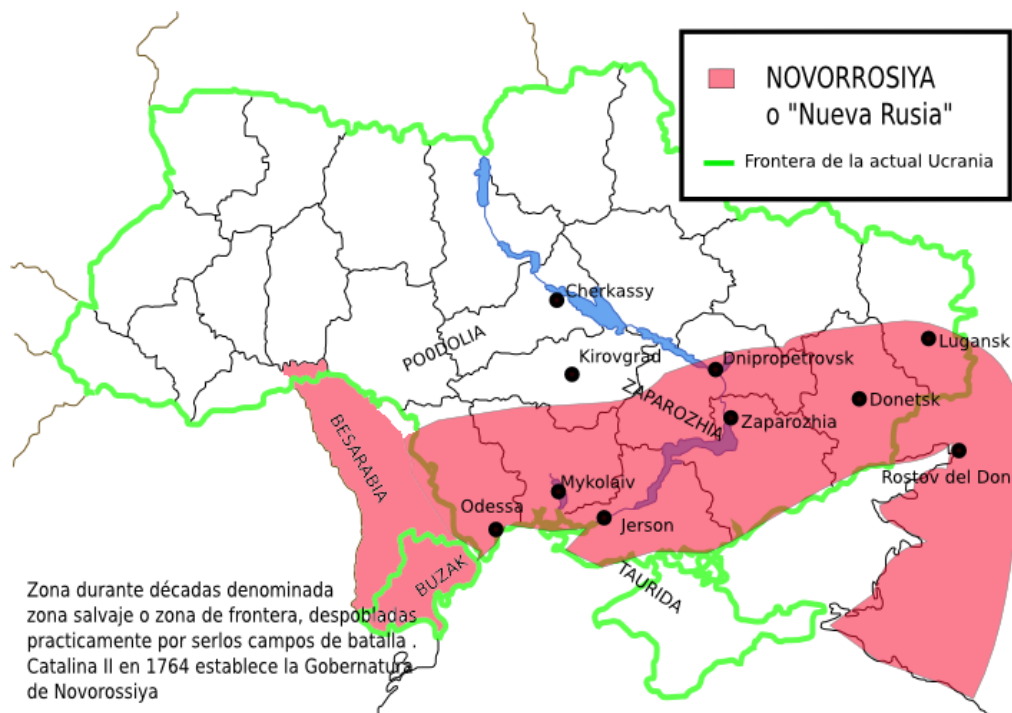 NOVORROSIYA
o "Nueva Rusia"
Frontera de la actual Ucrania
Cherkassy
POODOLIA
Kirovgrad
Lugansk
Dnipropetrovsk
ZAPAROZHIA
Donetsk
Zaparozhia
BESARABIA
Rostov del Don
Mykolaiv
Odessa
Jerson
BUZAK
TAURIDA
Zona durante décadas denominada
zona salvaje o zona de frontera, despobladas
practicamente por serlos campos de batalla .
Catalina II en 1764 establece la Gobernatura
de Novorossiya